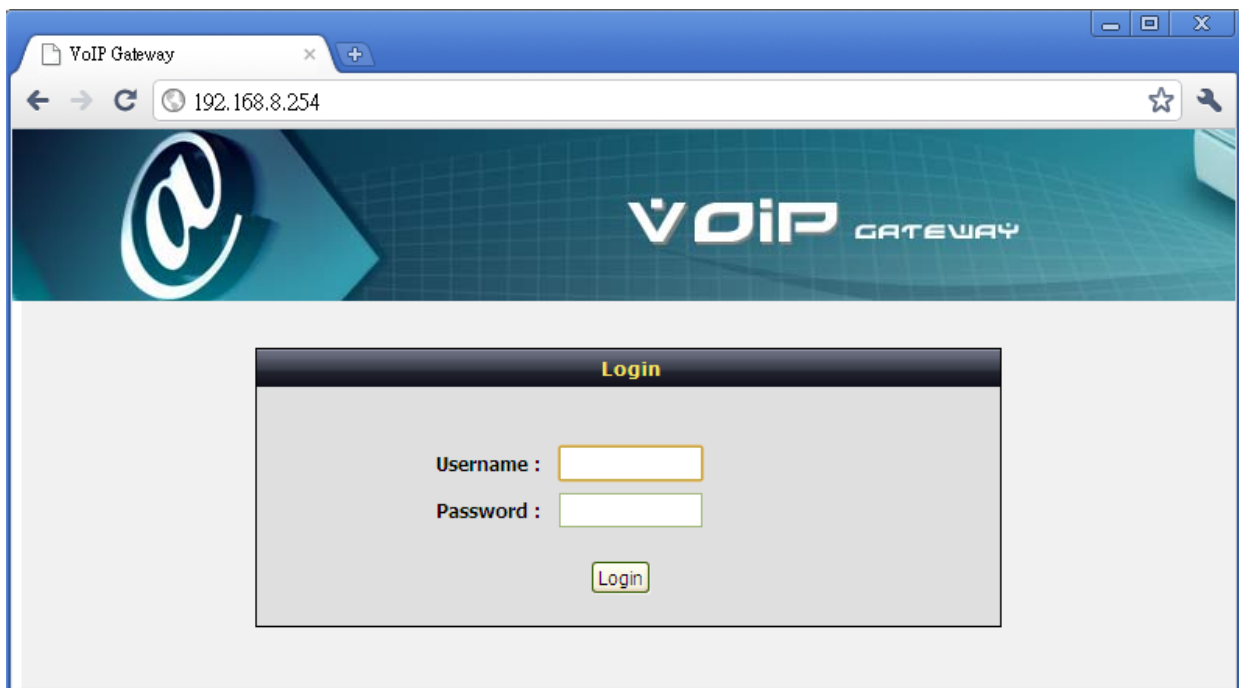 VoIP Gateway
192.168.8.254
@
VOIP GATEWAY
Login
Username :
Password :
Login